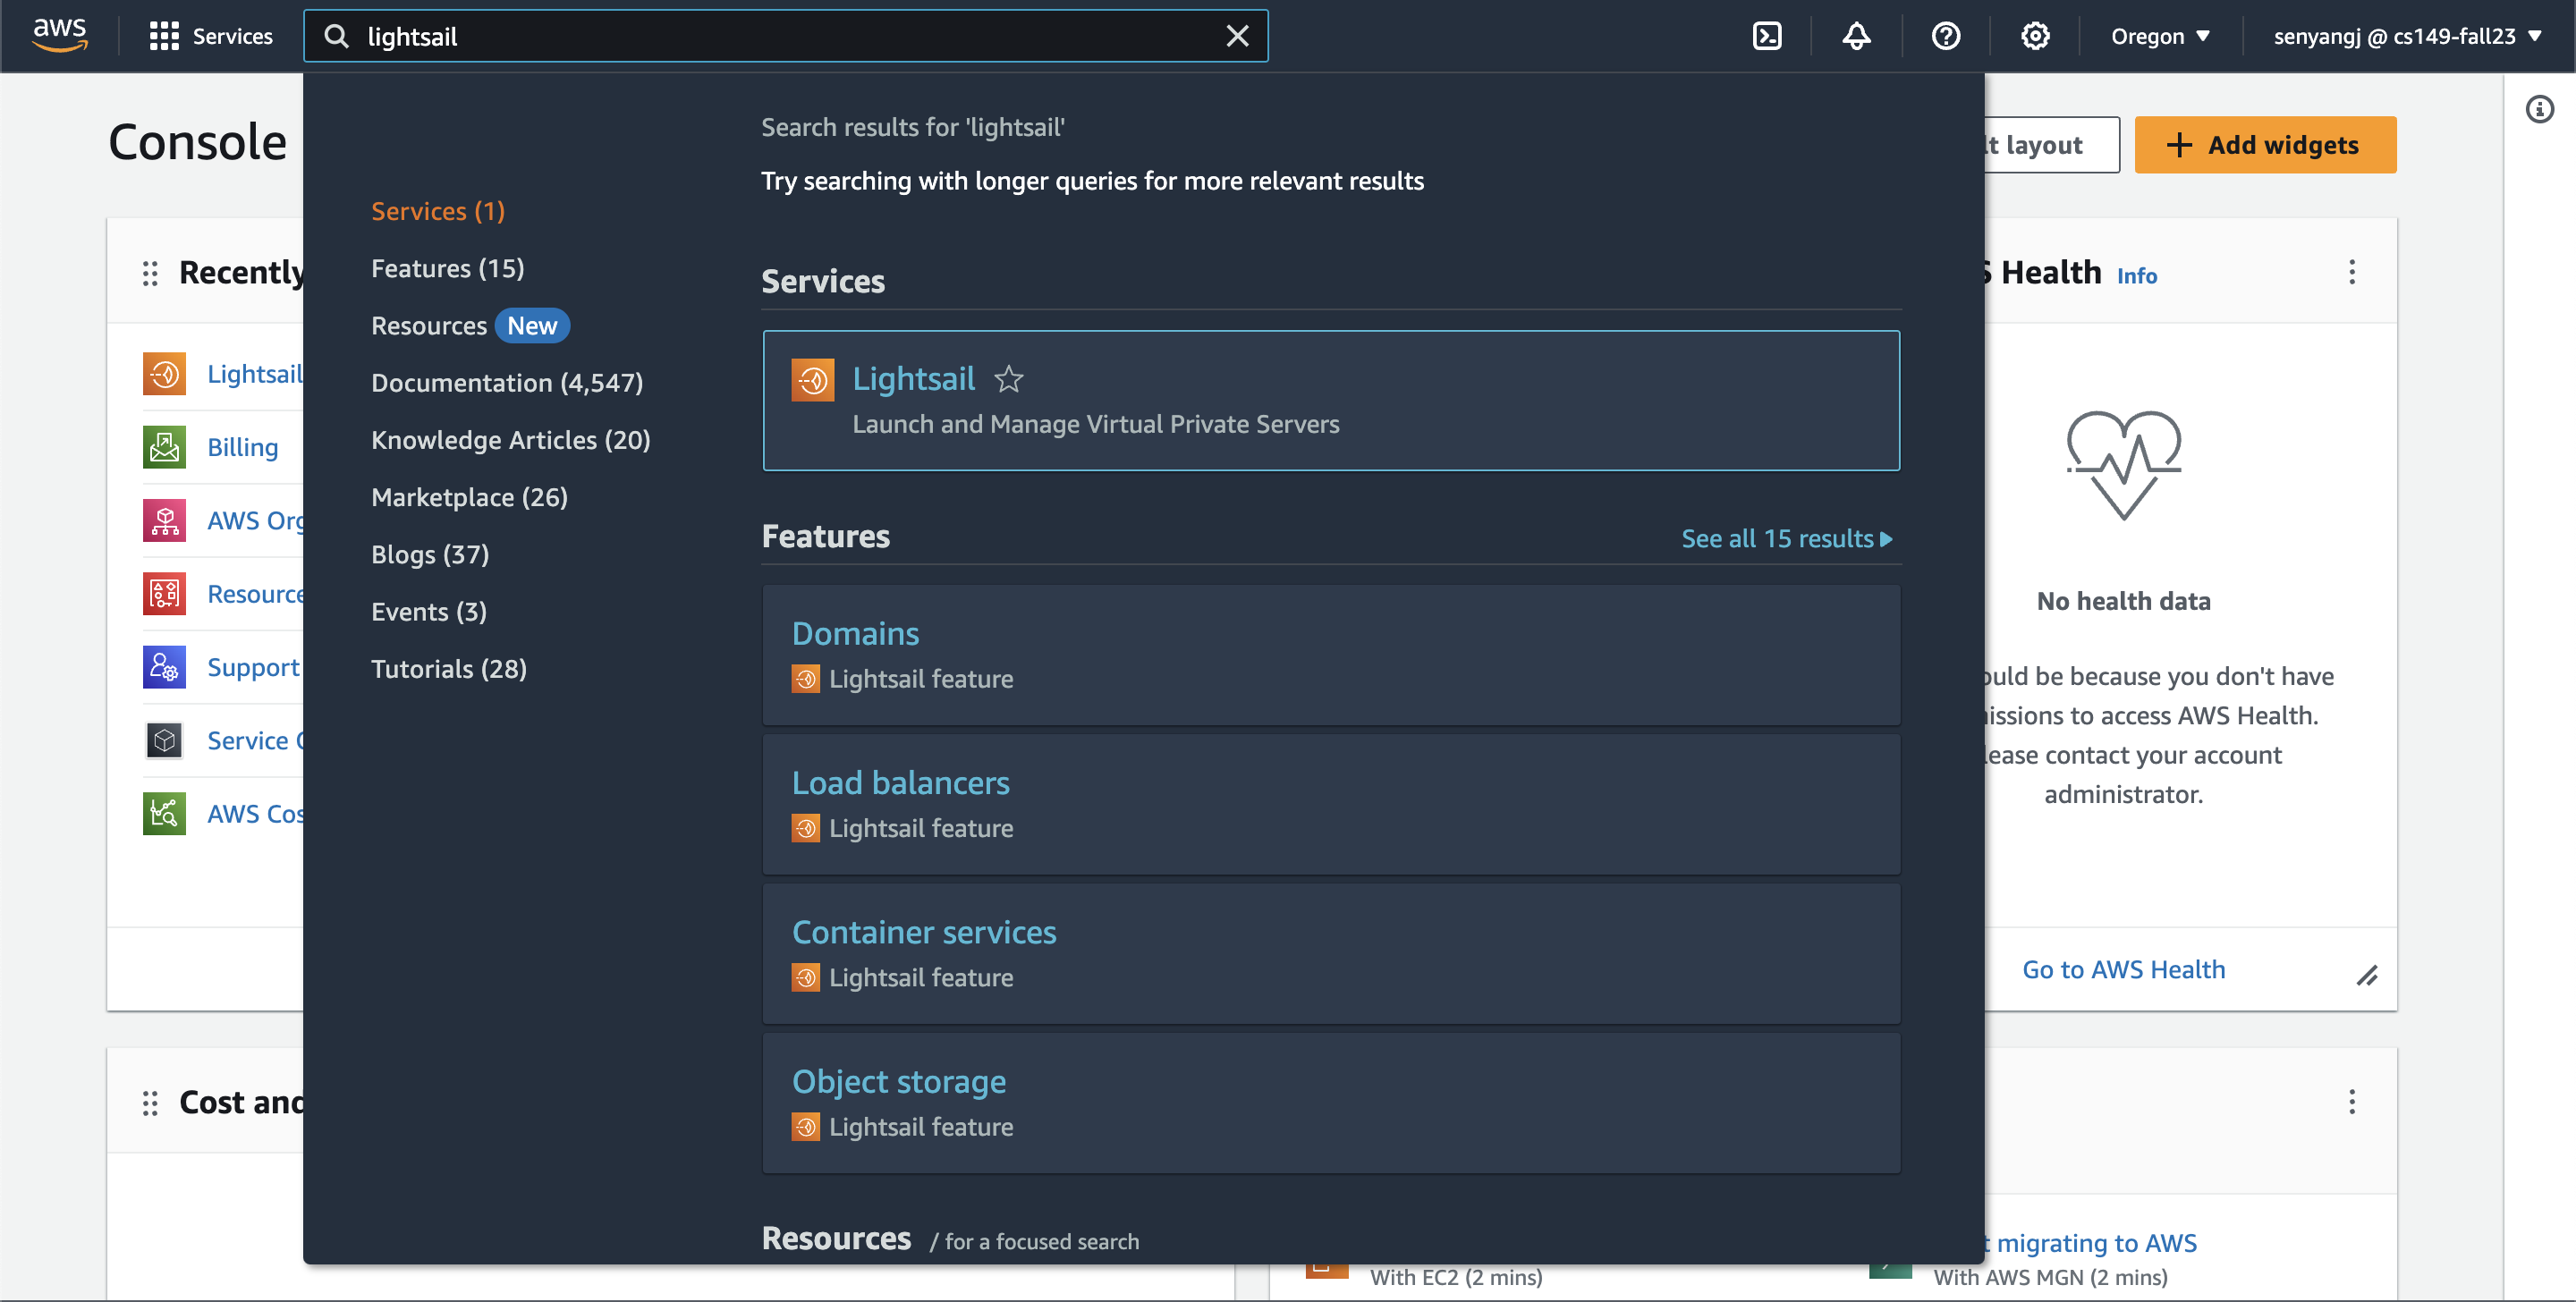 aws
Services
lightsail
Oregon
senyangj @ cs149-fall23
Console
Search results for 'lightsail'
Try searching with longer queries for more relevant results
Services (1)
Features (15)
Resources New
Documentation (4,547)
Knowledge Articles (20)
Marketplace (26)
Blogs (37)
Events (3)
Tutorials (28)
Services
Lightsail
Launch and Manage Virtual Private Servers
Features
See all 15 results
Domains
Lightsail feature
Load balancers
Lightsail feature
Container services
Lightsail feature
Object storage
Lightsail feature
Resources / for a focused search
layout
Add widgets
Recently
Lightsail
Billing
AWS Org
Resource
Support
Service
AWS Cos
Health Info
No health data
ould be because you don't have
issions to access AWS Health.
lease contact your account
administrator.
Go to AWS Health
Cost and
With EC2 (2 mins)
migrating to AWS
With AWS MGN (2 mins)